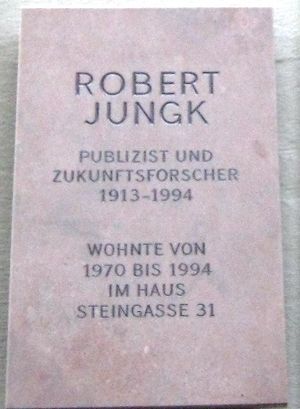 ROBERT
JUNGK
PUBLIZIST UND
ZUKUNFTSFORSCHER
1913-1994
WOHNTE VON
1970 BIS 1994
IM HAUS
STEINGASSE 31